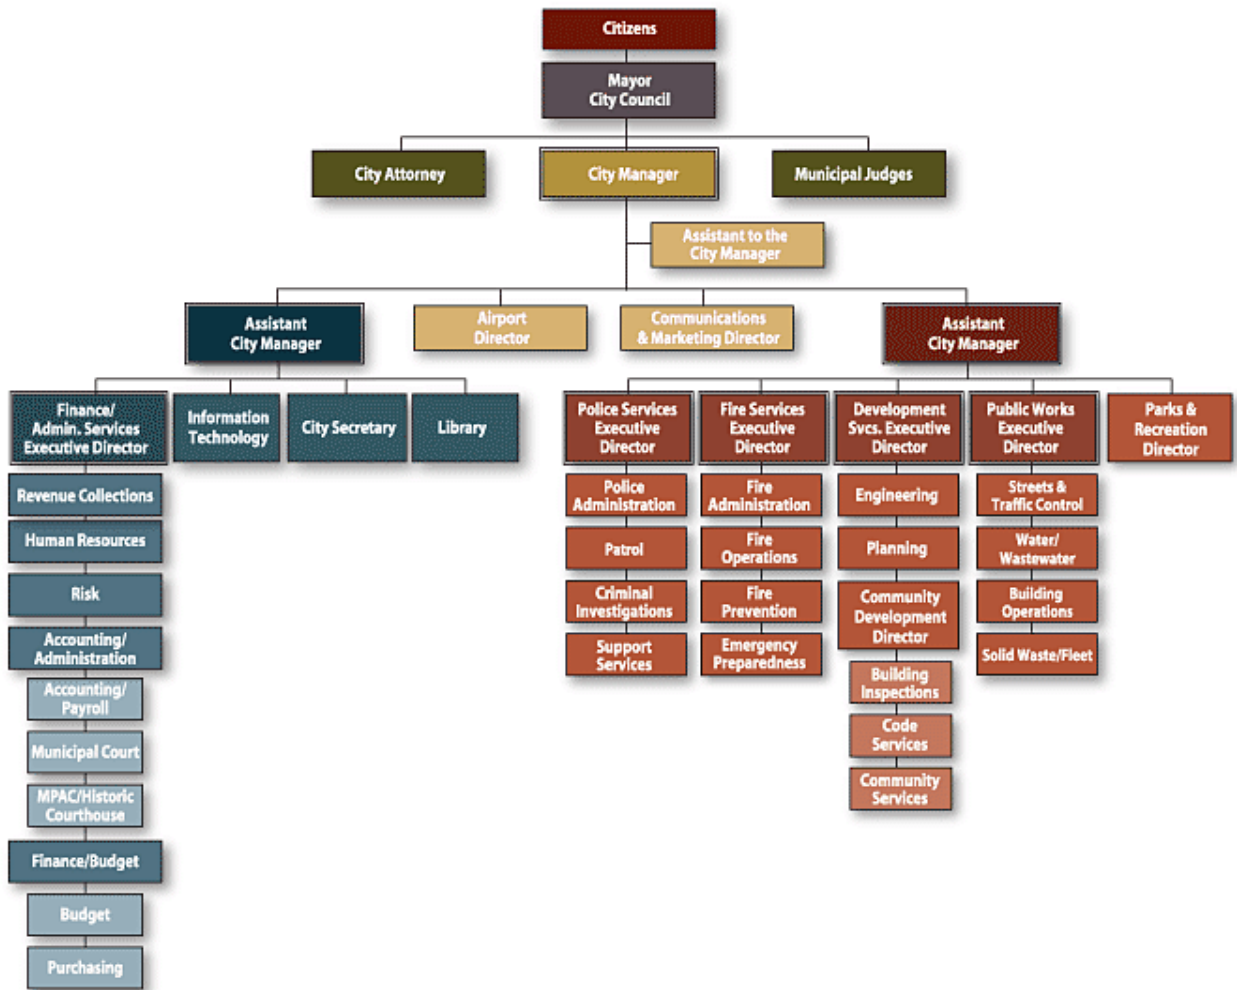 Citizens
Mayor
City Council
City Attorney
City Manager
Municipal Judges
Assistant to the
City Manager
Assistant
City Manager
Airport
Director
Communications
& Marketing Director
Assistant
City Manager
Finance/
Admin. Services
Executive Director
Information
Technology
City Secretary
Library
Police Services
Executive
Director
Fire Services
Executive
Director
Development
Svcs. Executive
Director
Public Works
Executive
Director
Parks &
Recreation
Director
Revenue Collections
Human Resources
Risk
Accounting/
Administration
Accounting/
Payroll
Municipal Court
MPAC/Historic
Courthouse
Finance/Budget
Budget
Purchasing
Police
Administration
Patrol
Criminal
Investigations
Support
Services
Fire
Administration
Fire
Operations
Fire
Prevention
Emergency
Preparedness
Engineering
Planning
Community
Development
Director
Building
Inspections
Code
Services
Community
Services
Streets &
Traffic Control
Water/
Wastewater
Building
Operations
Solid Waste/Fleet